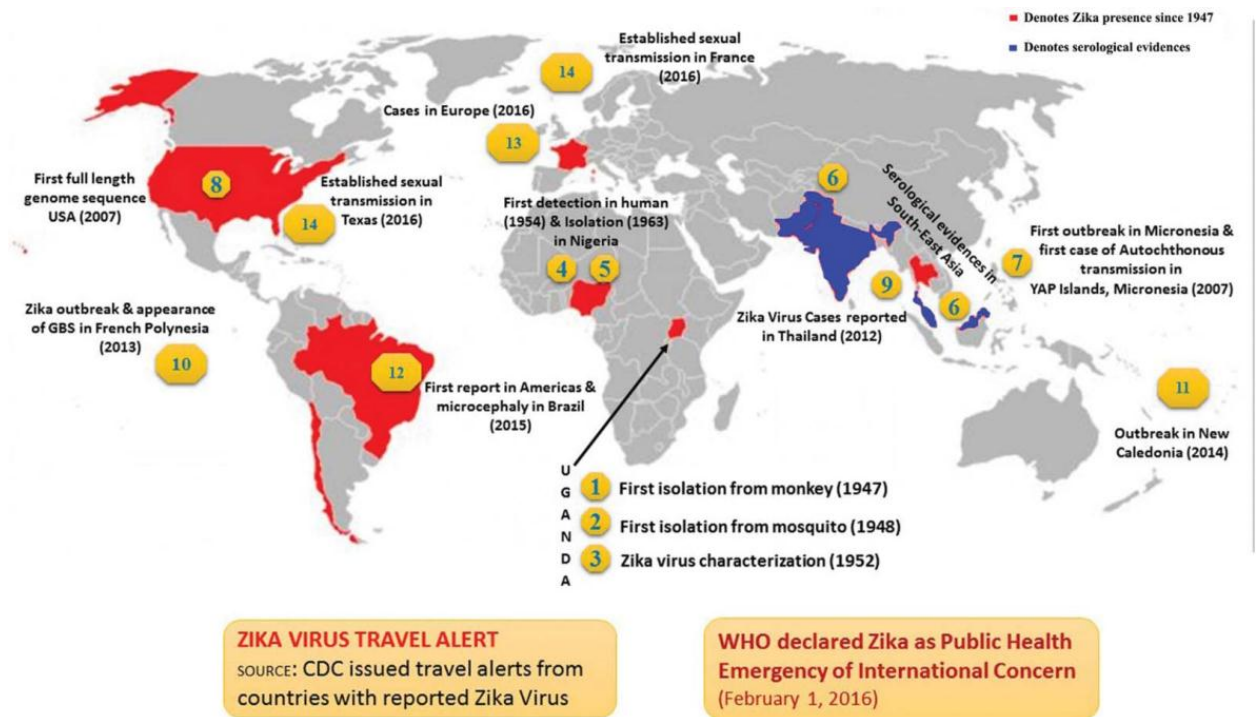 Denotes Zika presence since 1947
Denotes serological evidences
Established sexual
transmission in France
(2016)
14
Cases in Europe (2016)
13
First full length
genome sequence
USA (2007)
8
Established sexual
transmission in
Texas (2016)
14
First detection in human
(1954) & Isolation (1963)
in Nigeria
4
5
6
Serological evidences in
South-East Asia
6
9
Zika Virus Cases reported
in Thailand (2012)
7
First outbreak in Micronesia &
first case of Autochthonous
transmission in
YAP Islands, Micronesia (2007)
Zika outbreak & appearance
of GBS in French Polynesia
(2013)
10
12
First report in Americas &
microcephaly in Brazil
(2015)
11
Outbreak in New
Caledonia (2014)
UGANDA
1 First isolation from monkey (1947)
2 First isolation from mosquito (1948)
3 Zika virus characterization (1952)
ZIKA VIRUS TRAVEL ALERT
SOURCE: CDC issued travel alerts from
countries with reported Zika Virus
WHO declared Zika as Public Health
Emergency of International Concern
(February 1, 2016)